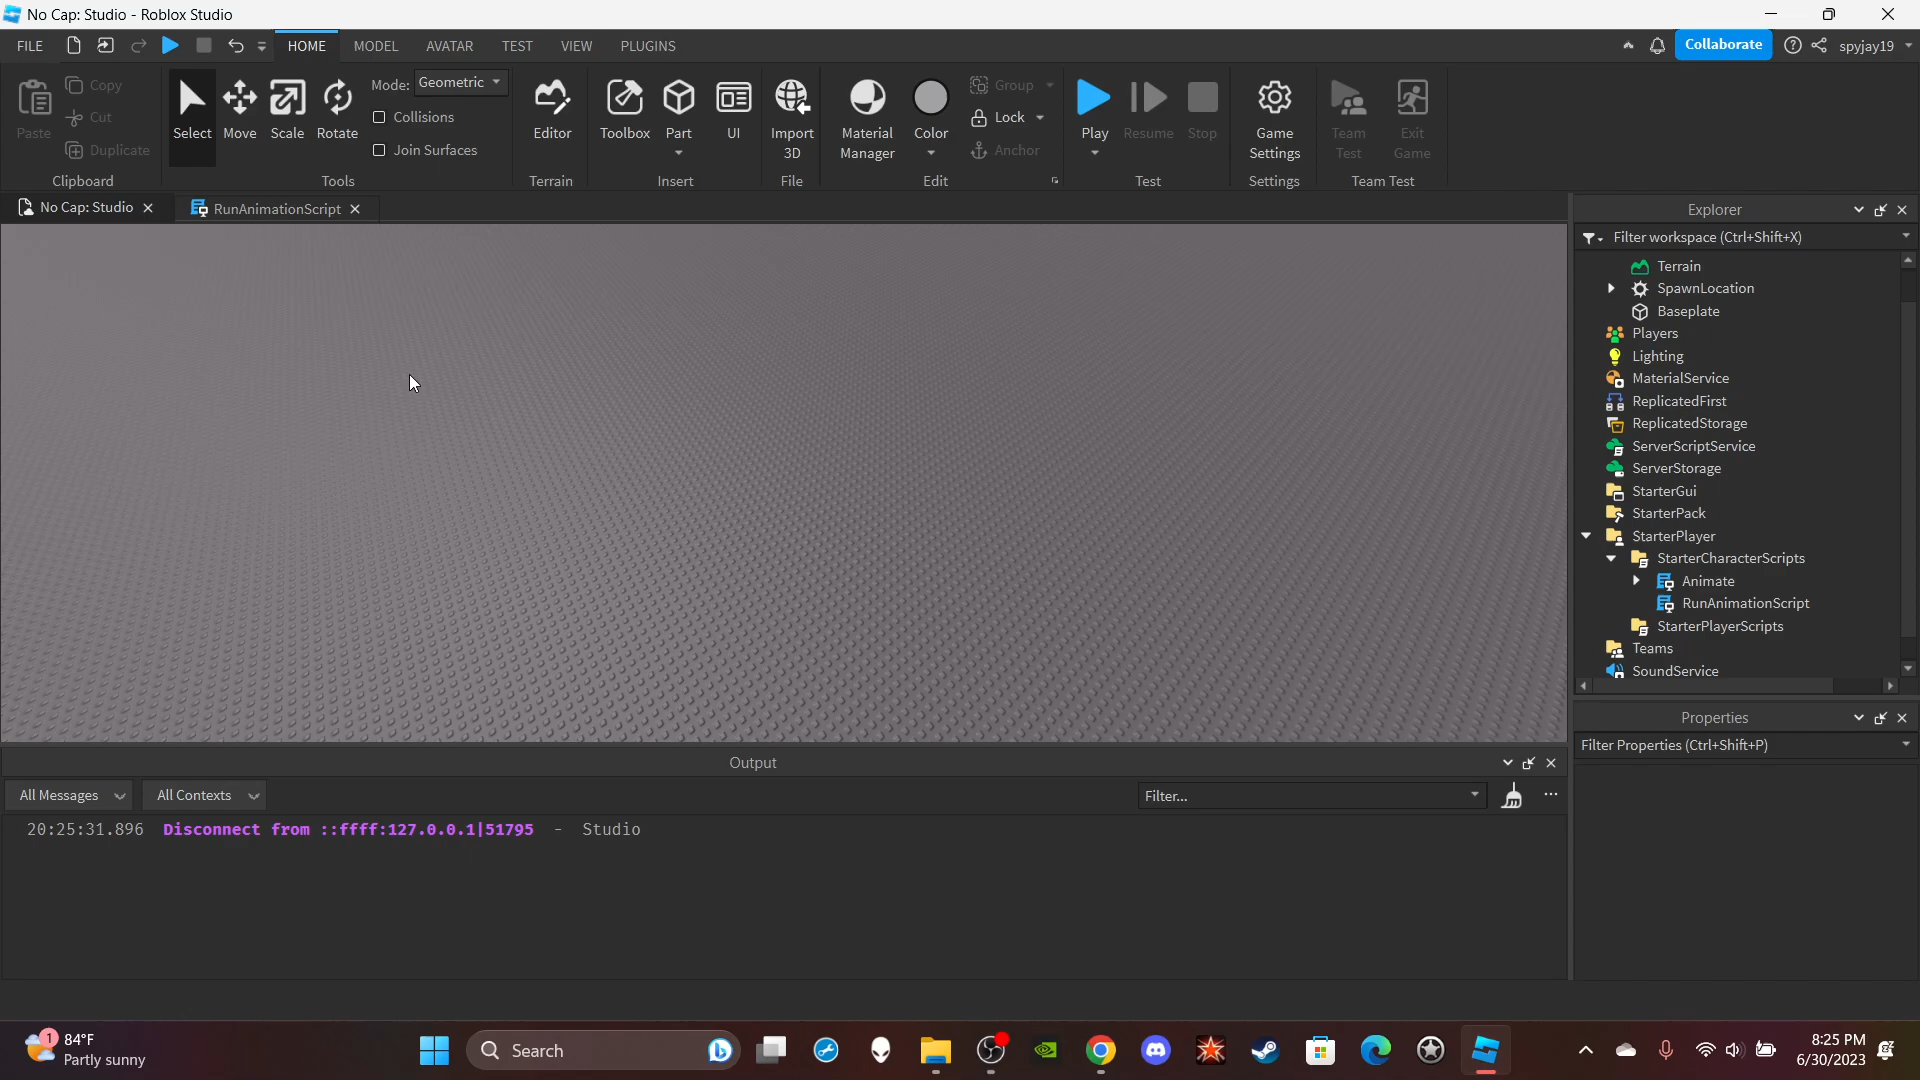 No Cap: Studio - Roblox Studio
FILE HOME MODEL AVATAR TEST VIEW PLUGINS Collaborate spyjay19
Paste
Copy
Cut
Duplicate
Clipboard
Select
Move
Scale
Rotate
Mode: Geometric
Collisions
Join Surfaces
Tools
Editor
Terrain
Toolbox
Part
UI
Insert
Import
3D
File
Material
Manager
Color
Group
Lock
Anchor
Edit
Play
Resume
Stop
Test
Game
Settings
Settings
Team
Test
Exit
Game
Team Test
No Cap: Studio
RunAnimationScript
Explorer
Filter workspace (Ctrl+Shift+X)
Terrain
SpawnLocation
Baseplate
Players
Lighting
MaterialService
ReplicatedFirst
ReplicatedStorage
ServerScriptService
ServerStorage
StarterGui
StarterPack
StarterPlayer
StarterCharacterScripts
Animate
RunAnimationScript
StarterPlayerScripts
Teams
SoundService
Properties
Filter Properties (Ctrl+Shift+P)
Output
All Messages
All Contexts
Filter...
20:25:31.896 Disconnect from ::ffff:127.0.0.1|51795 - Studio
1
84°F
Partly sunny
Search
8:25 PM
6/30/2023